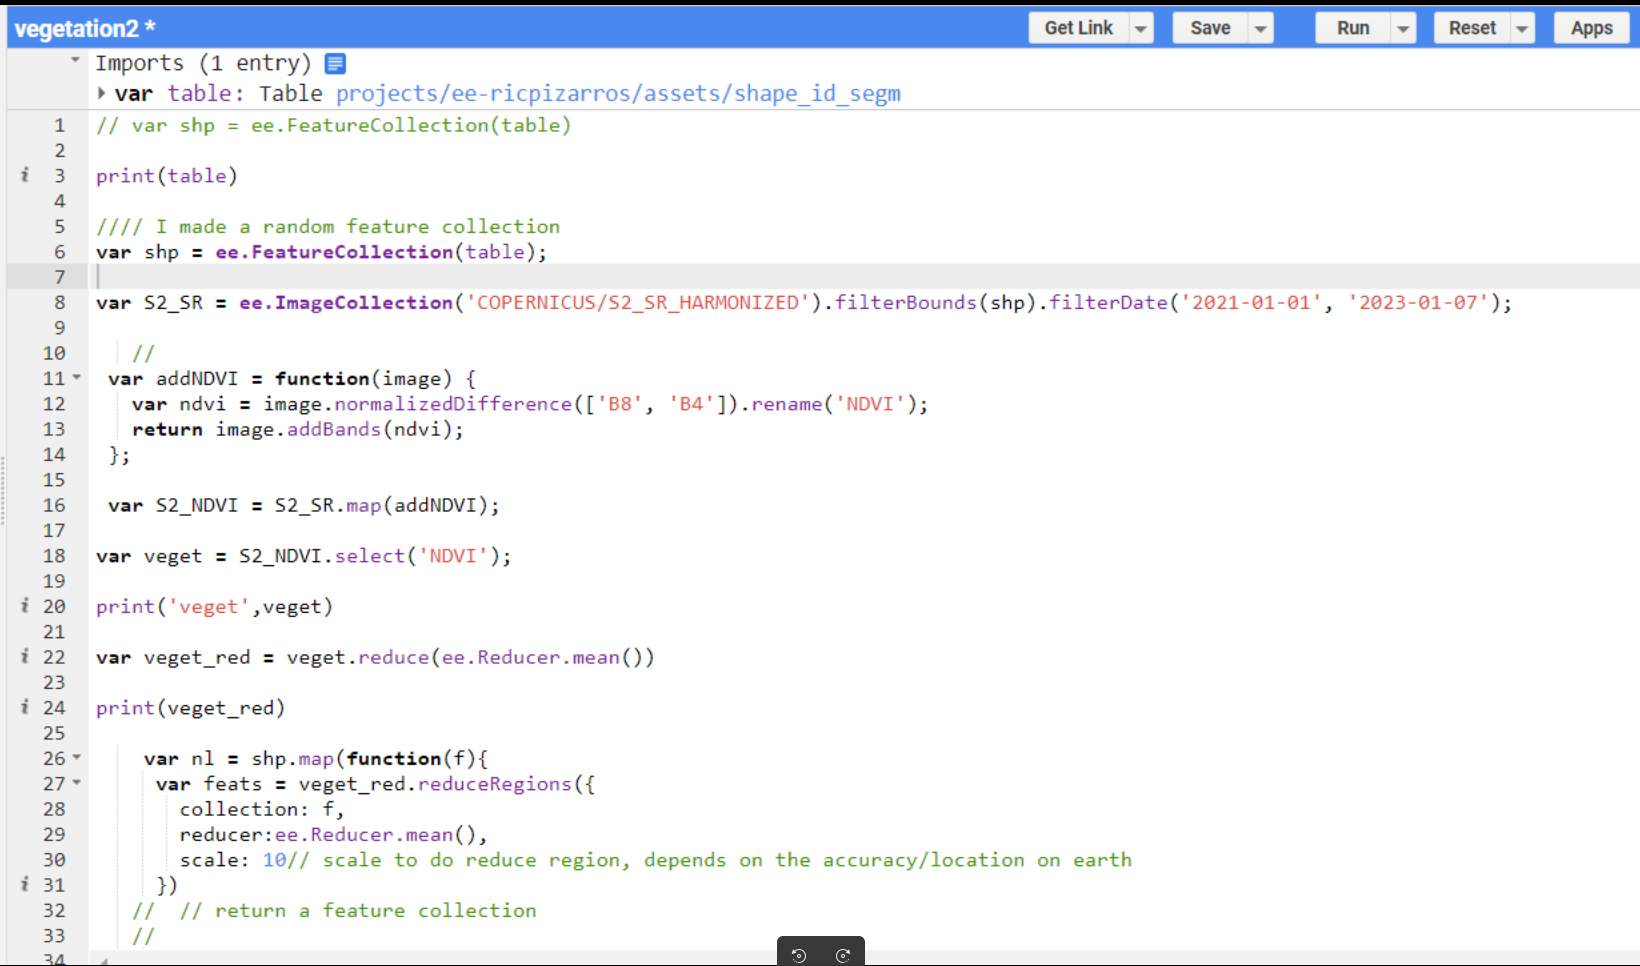 vegetation2 *
Get Link Save Run Reset Apps
Imports (1 entry)
var table: Table projects/ee-ricpizarros/assets/shape_id_segm
1 // var shp = ee.FeatureCollection(table)
2
i 3 print(table)
4
5 //// I made a random feature collection
6 var shp = ee.FeatureCollection(table);
7
8 var S2_SR = ee.ImageCollection('COPERNICUS/S2_SR_HARMONIZED').filterBounds(shp).filterDate('2021-01-01', '2023-01-07');
9
10 //
11 var addNDVI = function(image) {
12 var ndvi = image.normalizedDifference(['B8', 'B4']).rename('NDVI');
13 return image.addBands(ndvi);
14 };
15
16 var S2_NDVI = S2_SR.map(addNDVI);
17
18 var veget = S2_NDVI.select('NDVI');
19
i 20 print('veget',veget)
21
i 22 var veget_red = veget.reduce(ee.Reducer.mean())
23
i 24 print(veget_red)
25
26 var nl = shp.map(function(f){
27 var feats = veget_red.reduceRegions({
28 collection: f,
29 reducer:ee.Reducer.mean(),
30 scale: 10// scale to do reduce region, depends on the accuracy/location on earth
i 31 })
32 // // return a feature collection
33 //
34